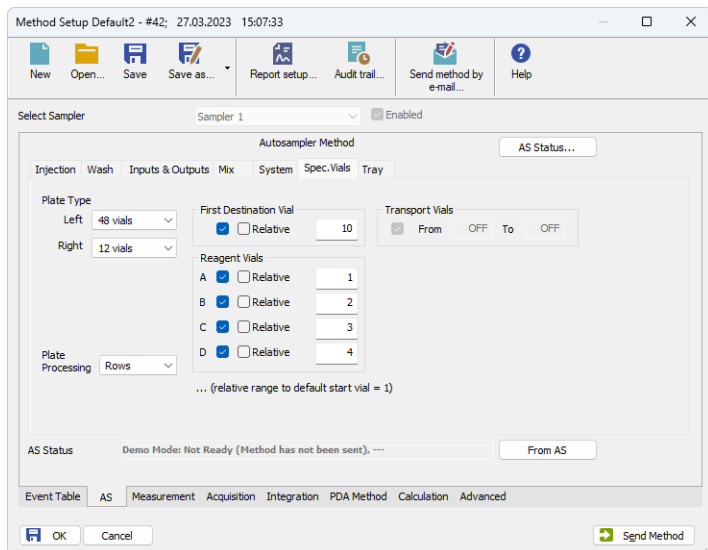 Method Setup Default2 - #42; 27.03.2023 15:07:33
New Open... Save Save as... Report setup... Audit trail... Send method by e-mail... Help
Select Sampler Sampler 1 Enabled
Autosampler Method AS Status...
Injection Wash Inputs & Outputs Mix System Spec.Vials Tray
Plate Type
Left 48 vials
Right 12 vials
First Destination Vial
Relative 10
Transport Vials
From OFF To OFF
Reagent Vials
A Relative 1
B Relative 2
C Relative 3
D Relative 4
Plate Processing Rows
... (relative range to default start vial = 1)
AS Status Demo Mode: Not Ready (Method has not been sent), --- From AS
Event Table AS Measurement Acquisition Integration PDA Method Calculation Advanced
OK Cancel Send Method